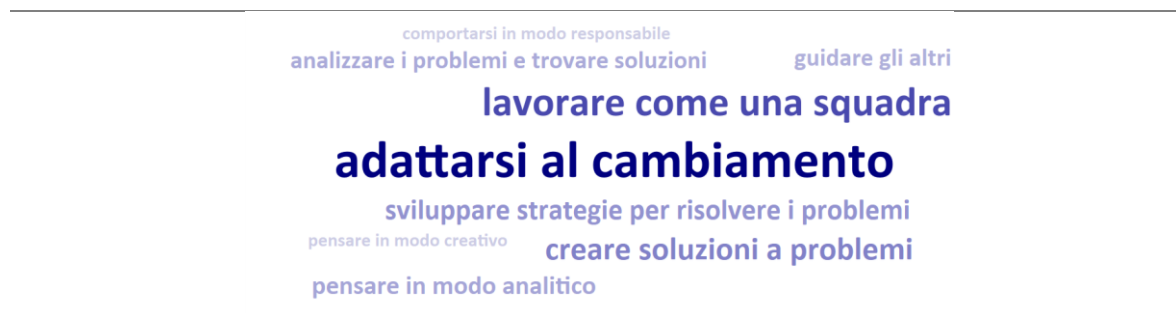 comportarsi in modo responsabile
analizzare i problemi e trovare soluzioni
guidare gli altri
lavorare come una squadra
adattarsi al cambiamento
sviluppare strategie per risolvere i problemi
pensare in modo creativo
creare soluzioni a problemi
pensare in modo analitico